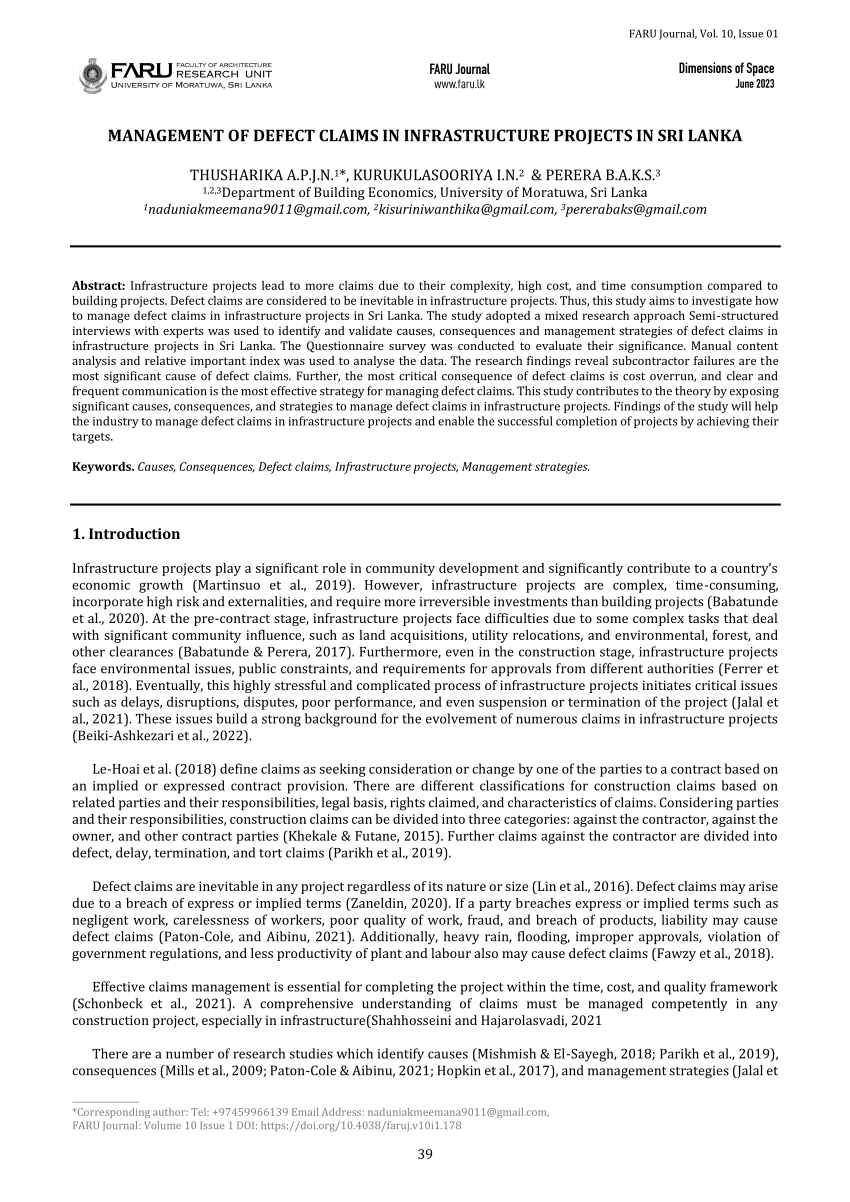 FARU Journal, Vol. 10, Issue 01
FARU FACULTY OF ARCHITECTURE
RESEARCH UNIT
UNIVERSITY OF MORATUWA, SRI LANKA
FARU Journal
www.faru.lk
Dimensions of Space
June 2023
MANAGEMENT OF DEFECT CLAIMS IN INFRASTRUCTURE PROJECTS IN SRI LANKA
THUSHARIKA A.P.J.N.¹*, KURUKULASOORIYA I.N.² & PERERA B.A.K.S.³
¹,²,³Department of Building Economics, University of Moratuwa, Sri Lanka
¹naduniakmeemana9011@gmail.com, ²kisuriniwanthika@gmail.com, ³pererabaks@gmail.com
Abstract: Infrastructure projects lead to more claims due to their complexity, high cost, and time consumption compared to
building projects. Defect claims are considered to be inevitable in infrastructure projects. Thus, this study aims to investigate how
to manage defect claims in infrastructure projects in Sri Lanka. The study adopted a mixed research approach Semi-structured
interviews with experts was used to identify and validate causes, consequences and management strategies of defect claims in
infrastructure projects in Sri Lanka. The Questionnaire survey was conducted to evaluate their significance. Manual content
analysis and relative important index was used to analyse the data. The research findings reveal subcontractor failures are the
most significant cause of defect claims. Further, the most critical consequence of defect claims is cost overrun, and clear and
frequent communication is the most effective strategy for managing defect claims. This study contributes to the theory by exposing
significant causes, consequences, and strategies to manage defect claims in infrastructure projects. Findings of the study will help
the industry to manage defect claims in infrastructure projects and enable the successful completion of projects by achieving their
targets.
Keywords. Causes, Consequences, Defect claims, Infrastructure projects, Management strategies.
1. Introduction
Infrastructure projects play a significant role in community development and significantly contribute to a country's
economic growth (Martinsuo et al., 2019). However, infrastructure projects are complex, time-consuming,
incorporate high risk and externalities, and require more irreversible investments than building projects (Babatunde
et al., 2020). At the pre-contract stage, infrastructure projects face difficulties due to some complex tasks that deal
with significant community influence, such as land acquisitions, utility relocations, and environmental, forest, and
other clearances (Babatunde & Perera, 2017). Furthermore, even in the construction stage, infrastructure projects
face environmental issues, public constraints, and requirements for approvals from different authorities (Ferrer et
al., 2018). Eventually, this highly stressful and complicated process of infrastructure projects initiates critical issues
such as delays, disruptions, disputes, poor performance, and even suspension or termination of the project (Jalal et
al., 2021). These issues build a strong background for the evolvement of numerous claims in infrastructure projects
(Beiki-Ashkezari et al., 2022).
Le-Hoai et al. (2018) define claims as seeking consideration or change by one of the parties to a contract based on
an implied or expressed contract provision. There are different classifications for construction claims based on
related parties and their responsibilities, legal basis, rights claimed, and characteristics of claims. Considering parties
and their responsibilities, construction claims can be divided into three categories: against the contractor, against the
owner, and other contract parties (Khekale & Futane, 2015). Further claims against the contractor are divided into
defect, delay, termination, and tort claims (Parikh et al., 2019).
Defect claims are inevitable in any project regardless of its nature or size (Lin et al., 2016). Defect claims may arise
due to a breach of express or implied terms (Zaneldin, 2020). If a party breaches express or implied terms such as
negligent work, carelessness of workers, poor quality of work, fraud, and breach of products, liability may cause
defect claims (Paton-Cole, and Aibinu, 2021). Additionally, heavy rain, flooding, improper approvals, violation of
government regulations, and less productivity of plant and labour also may cause defect claims (Fawzy et al., 2018).
Effective claims management is essential for completing the project within the time, cost, and quality framework
(Schonbeck et al., 2021). A comprehensive understanding of claims must be managed competently in any
construction project, especially in infrastructure(Shahhosseini and Hajarolasvadi, 2021
There are a number of research studies which identify causes (Mishmish & El-Sayegh, 2018; Parikh et al., 2019),
consequences (Mills et al., 2009; Paton-Cole & Aibinu, 2021; Hopkin et al., 2017), and management strategies (Jalal et
*Corresponding author: Tel: +97459966139 Email Address: naduniakmeemana9011@gmail.com,
FARU Journal: Volume 10 Issue 1 DOI: https://doi.org/10.4038/faruj.v10i1.178
39